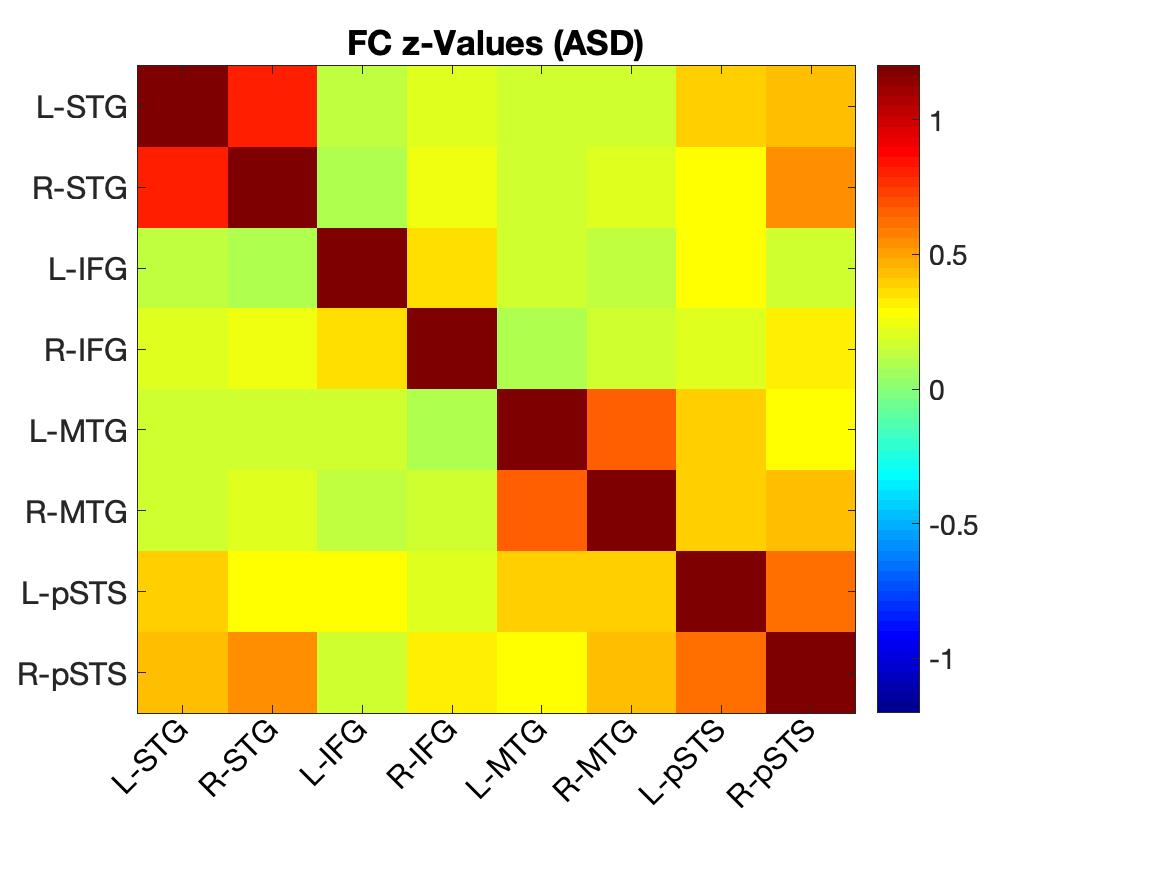 FC z-Values (ASD)
L-STG
R-STG
L-IFG
R-IFG
L-MTG
R-MTG
L-pSTS
R-pSTS
L-STG
R-STG
L-IFG
R-IFG
L-MTG
R-MTG
L-pSTS
R-pSTS
1
0.5
0
-0.5
-1